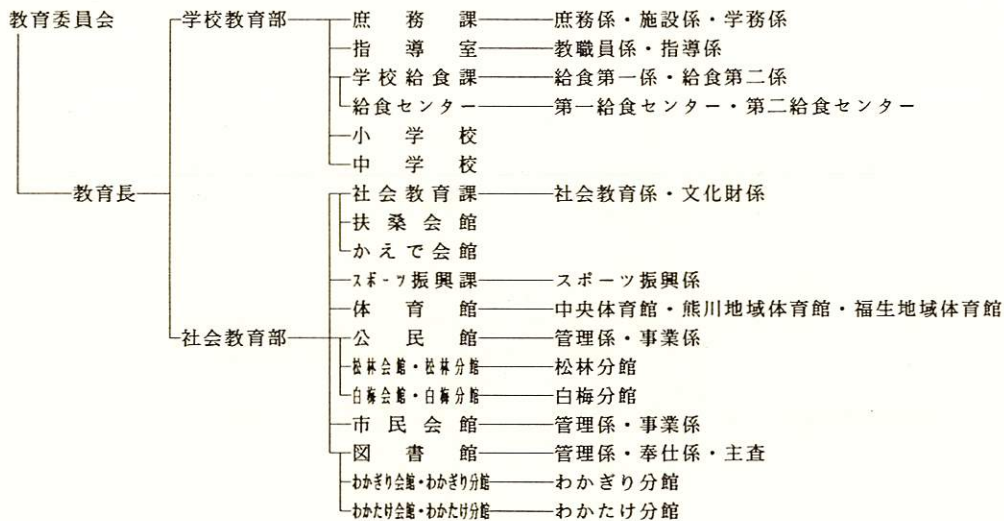 教育委員会 学校教育部 庶務課 庶務係・施設係・学務係
指導室 教職員係・指導係
学校給食課 給食第一係・給食第二係
給食センター 第一給食センター・第二給食センター
小学校
中学校
教育長 社会教育課 社会教育係・文化財係
扶桑会館
かえで会館
スポーツ振興課 スポーツ振興係
体育館 中央体育館・熊川地域体育館・福生地域体育館
社会教育部 公民館 管理係・事業係
松林会館・松林分館 松林分館
白梅会館・白梅分館 白梅分館
市民会館 管理係・事業係
図書館 管理係・奉仕係・主査
わかぎり会館・わかぎり分館 わかぎり分館
わかたけ会館・わかたけ分館 わかたけ分館